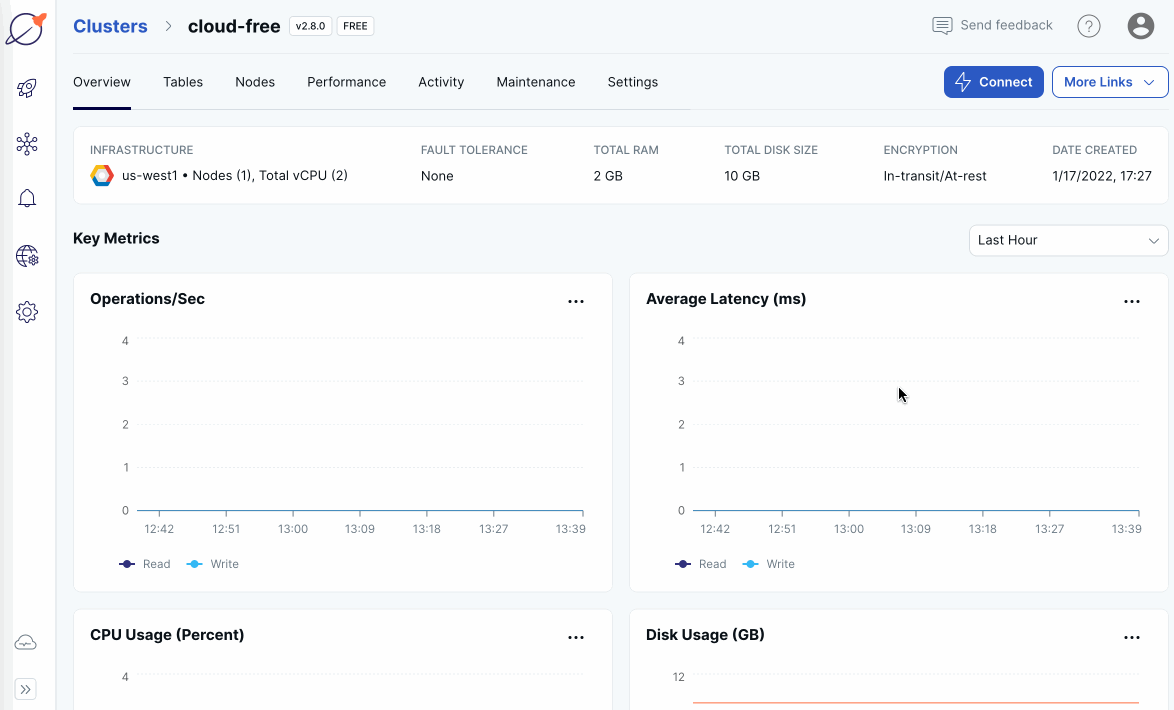 Clusters > cloud-free v2.8.0 FREE
Send feedback ?
Overview Tables Nodes Performance Activity Maintenance Settings
Connect More Links
INFRASTRUCTURE FAULT TOLERANCE TOTAL RAM TOTAL DISK SIZE ENCRYPTION DATE CREATED
us-west1 • Nodes (1), Total vCPU (2) None 2 GB 10 GB In-transit/At-rest 1/17/2022, 17:27
Key Metrics
Last Hour
Operations/Sec
4
3
2
1
0
12:42 12:51 13:00 13:09 13:18 13:27 13:39
Read Write
Average Latency (ms)
4
3
2
1
0
12:42 12:51 13:00 13:09 13:18 13:27 13:39
Read Write
CPU Usage (Percent)
4
Disk Usage (GB)
12